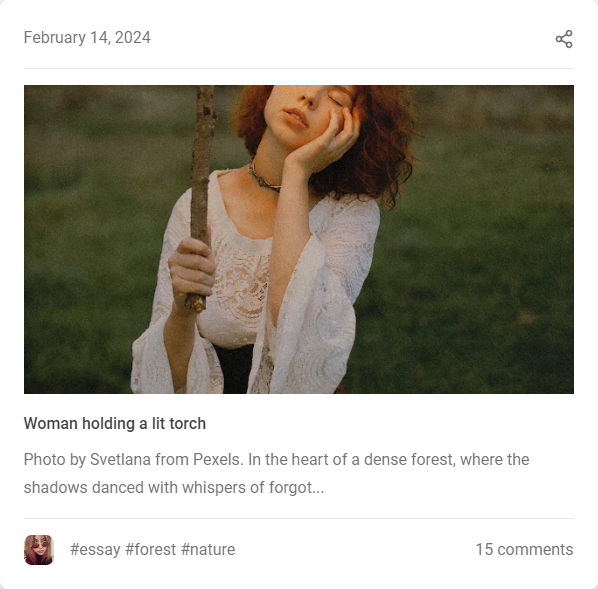 February 14, 2024
Woman holding a lit torch
Photo by Svetlana from Pexels. In the heart of a dense forest, where the
shadows danced with whispers of forgot...
#essay #forest #nature
15 comments